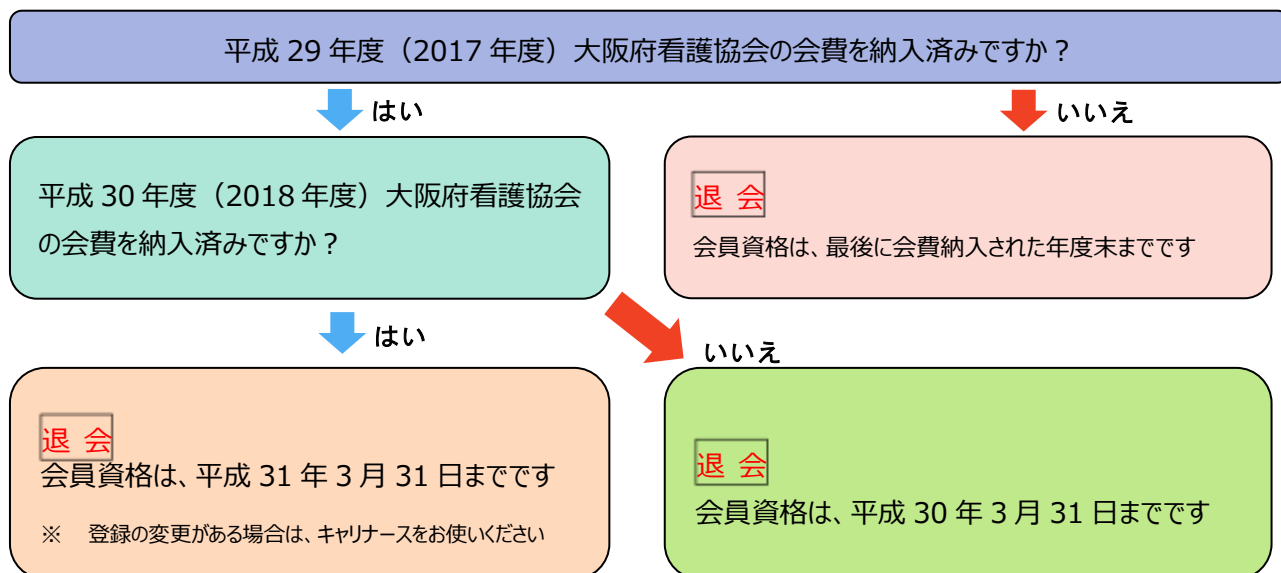 平成 29 年度（2017 年度）大阪府看護協会の会費を納入済みですか？
はい
いいえ
平成 30 年度（2018 年度）大阪府看護協会
の会費を納入済みですか？
退 会
会員資格は、最後に会費納入された年度末までです
はい
いいえ
退 会
会員資格は、平成 31 年 3 月 31 日までです
※ 登録の変更がある場合は、キャリナースをお使いください
退 会
会員資格は、平成 30 年 3 月 31 日までです